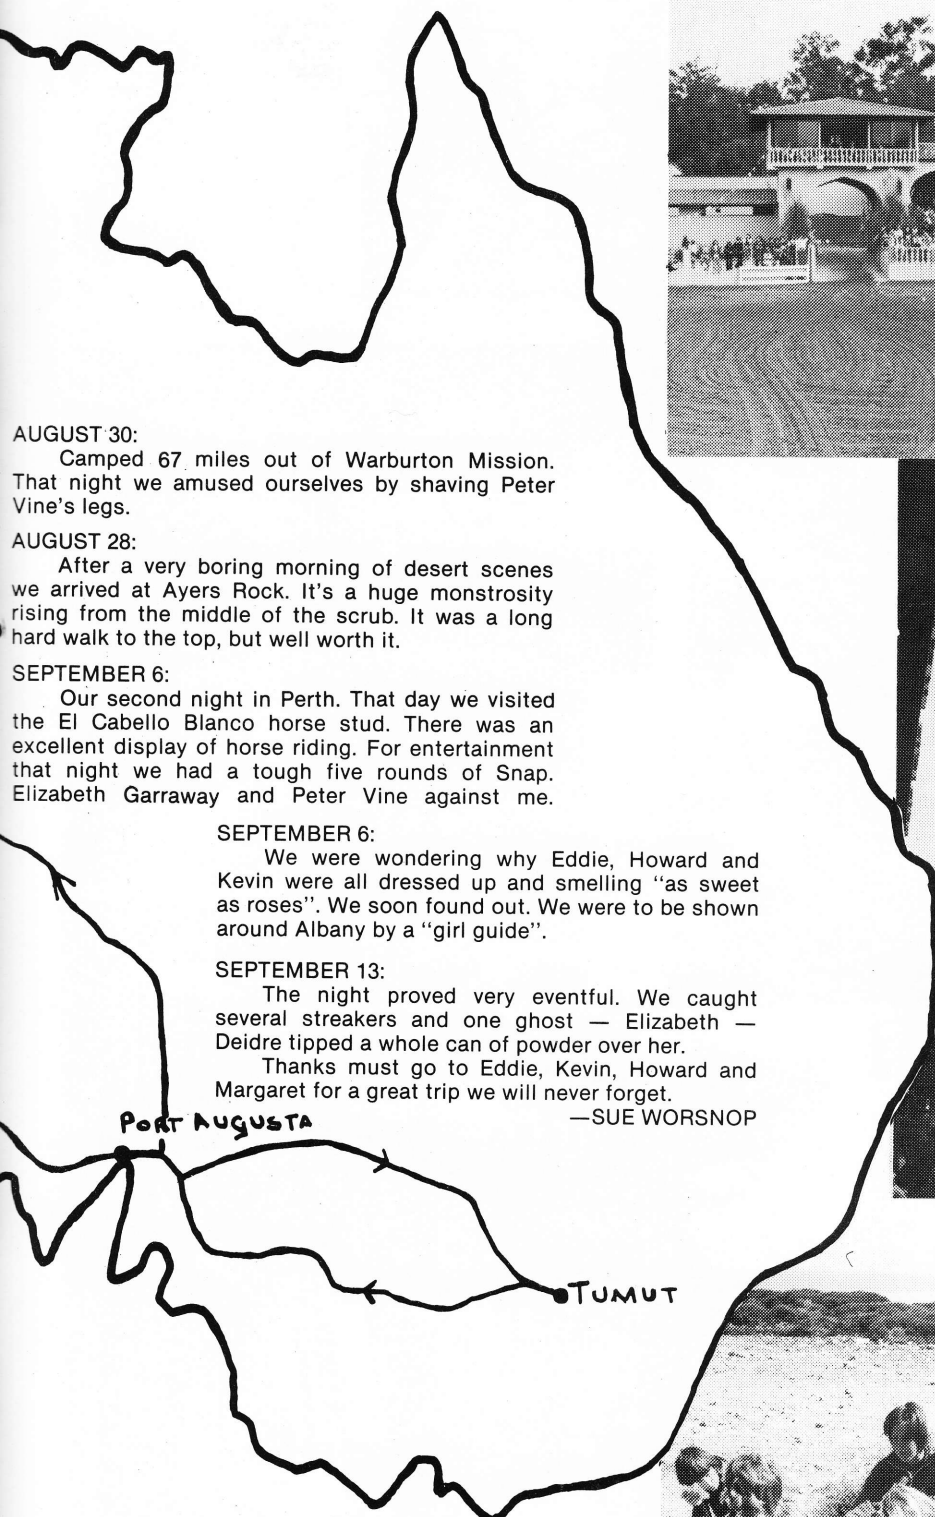 AUGUST 30:
Camped 67 miles out of Warburton Mission.
That night we amused ourselves by shaving Peter
Vine's legs.
AUGUST 28:
After a very boring morning of desert scenes
we arrived at Ayers Rock. It's a huge monstrosity
rising from the middle of the scrub. It was a long
hard walk to the top, but well worth it.
SEPTEMBER 6:
Our second night in Perth. That day we visited
the El Cabello Blanco horse stud. There was an
excellent display of horse riding. For entertainment
that night we had a tough five rounds of Snap.
Elizabeth Garraway and Peter Vine against me.
SEPTEMBER 6:
We were wondering why Eddie, Howard and
Kevin were all dressed up and smelling “as sweet
as roses”. We soon found out. We were to be shown
around Albany by a “girl guide”.
SEPTEMBER 13:
The night proved very eventful. We caught
several streakers and one ghost — Elizabeth —
Deidre tipped a whole can of powder over her.
Thanks must go to Eddie, Kevin, Howard and
Margaret for a great trip we will never forget.
—SUE WORSNOP
PORT AUGUSTA
TUMUT